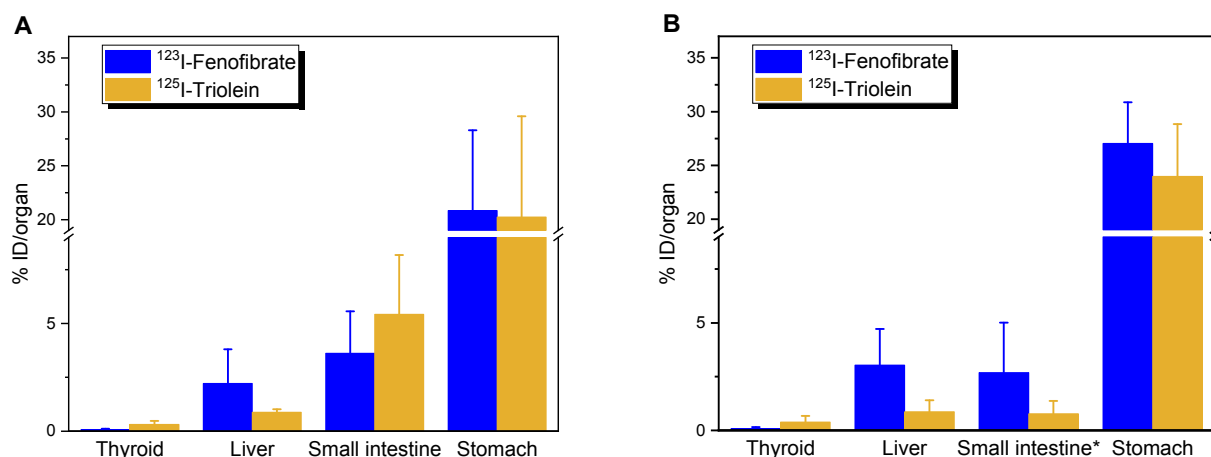 A
% ID/organ
35
30
25
20
5
0
¹²³I-Fenofibrate
¹²⁵I-Triolein
Thyroid Liver Small intestine Stomach
B
% ID/organ
35
30
25
20
5
0
¹²³I-Fenofibrate
¹²⁵I-Triolein
Thyroid Liver Small intestine* Stomach